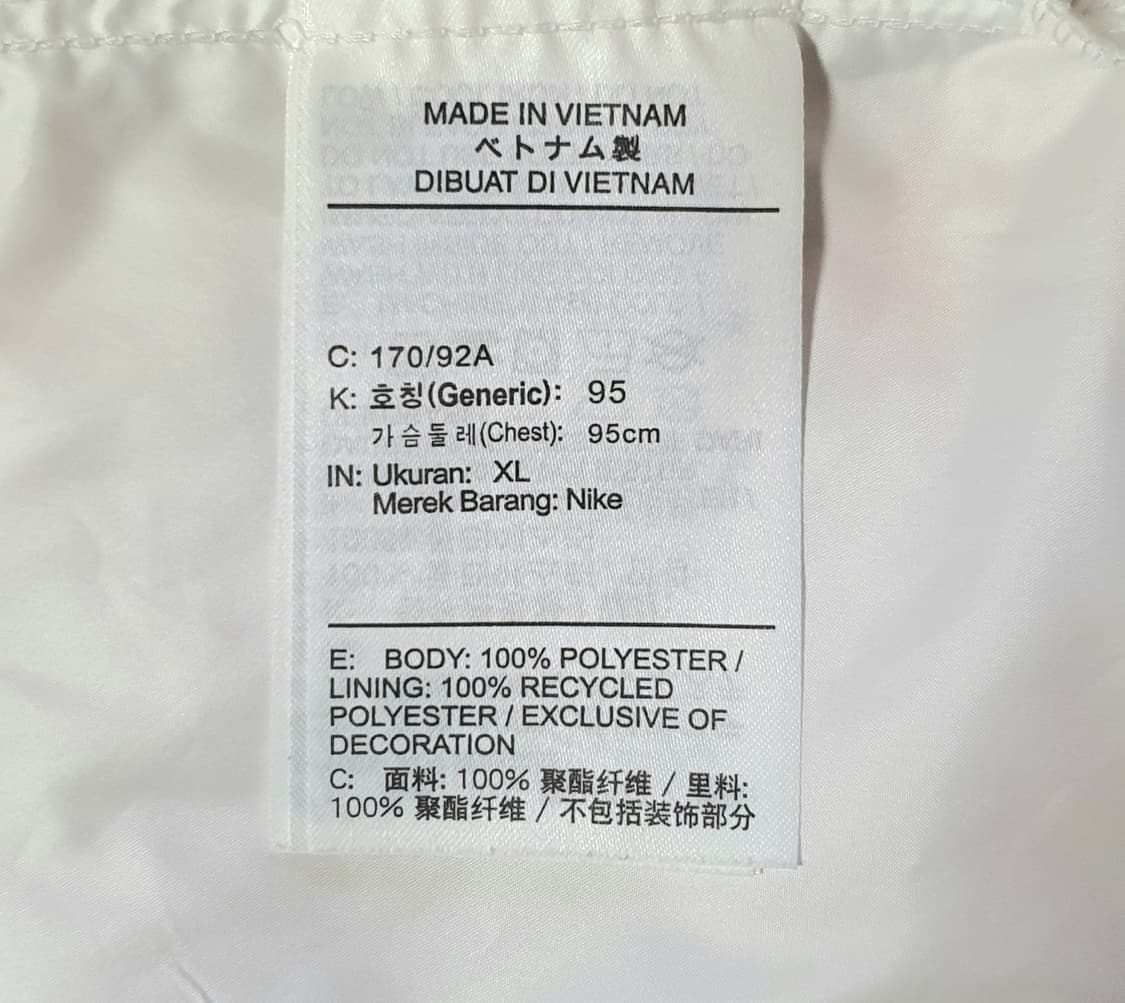 MADE IN VIETNAM
ベトナム製
DIBUAT DI VIETNAM
C: 170/92A
K: 호칭(Generic): 95
가슴둘레(Chest): 95cm
IN: Ukuran: XL
Merek Barang: Nike
E: BODY: 100% POLYESTER /
LINING: 100% RECYCLED
POLYESTER / EXCLUSIVE OF
DECORATION
C: 面料: 100% 聚酯纤维 / 里料:
100% 聚酯纤维 / 不包括装饰部分